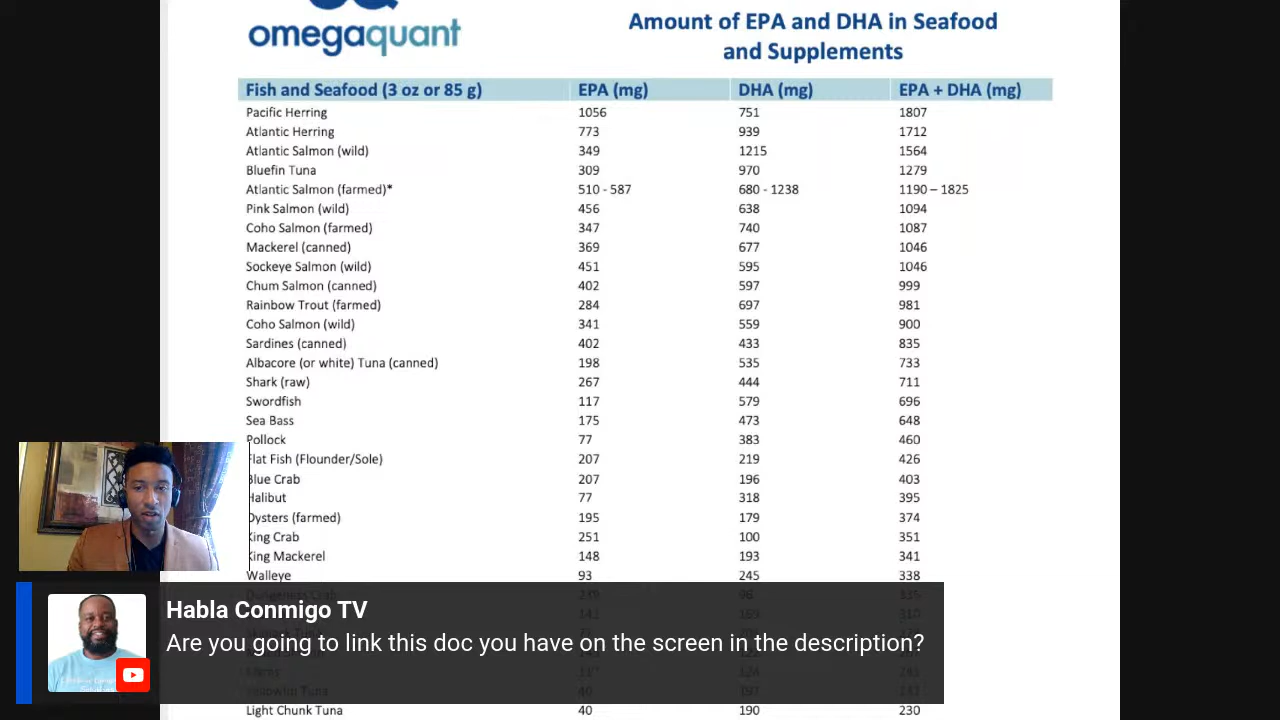 omegaquant
Amount of EPA and DHA in Seafood
and Supplements
Fish and Seafood (3 oz or 85 g) EPA (mg) DHA (mg) EPA + DHA (mg)
Pacific Herring 1056 751 1807
Atlantic Herring 773 939 1712
Atlantic Salmon (wild) 349 1215 1564
Bluefin Tuna 309 970 1279
Atlantic Salmon (farmed)* 510 - 587 680 - 1238 1190 – 1825
Pink Salmon (wild) 456 638 1094
Coho Salmon (farmed) 347 740 1087
Mackerel (canned) 369 677 1046
Sockeye Salmon (wild) 451 595 1046
Chum Salmon (canned) 402 597 999
Rainbow Trout (farmed) 284 697 981
Coho Salmon (wild) 341 559 900
Sardines (canned) 402 433 835
Albacore (or white) Tuna (canned) 198 535 733
Shark (raw) 267 444 711
Swordfish 117 579 696
Sea Bass 175 473 648
Pollock 77 383 460
Flat Fish (Flounder/Sole) 207 219 426
Blue Crab 207 196 403
Halibut 77 318 395
Oysters (farmed) 195 179 374
King Crab 251 100 351
King Mackerel 148 193 341
Walleye 93 245 338
Habla Conmigo TV
Are you going to link this doc you have on the screen in the description?
Yellowfin Tuna 40 197
Light Chunk Tuna 40 190 230